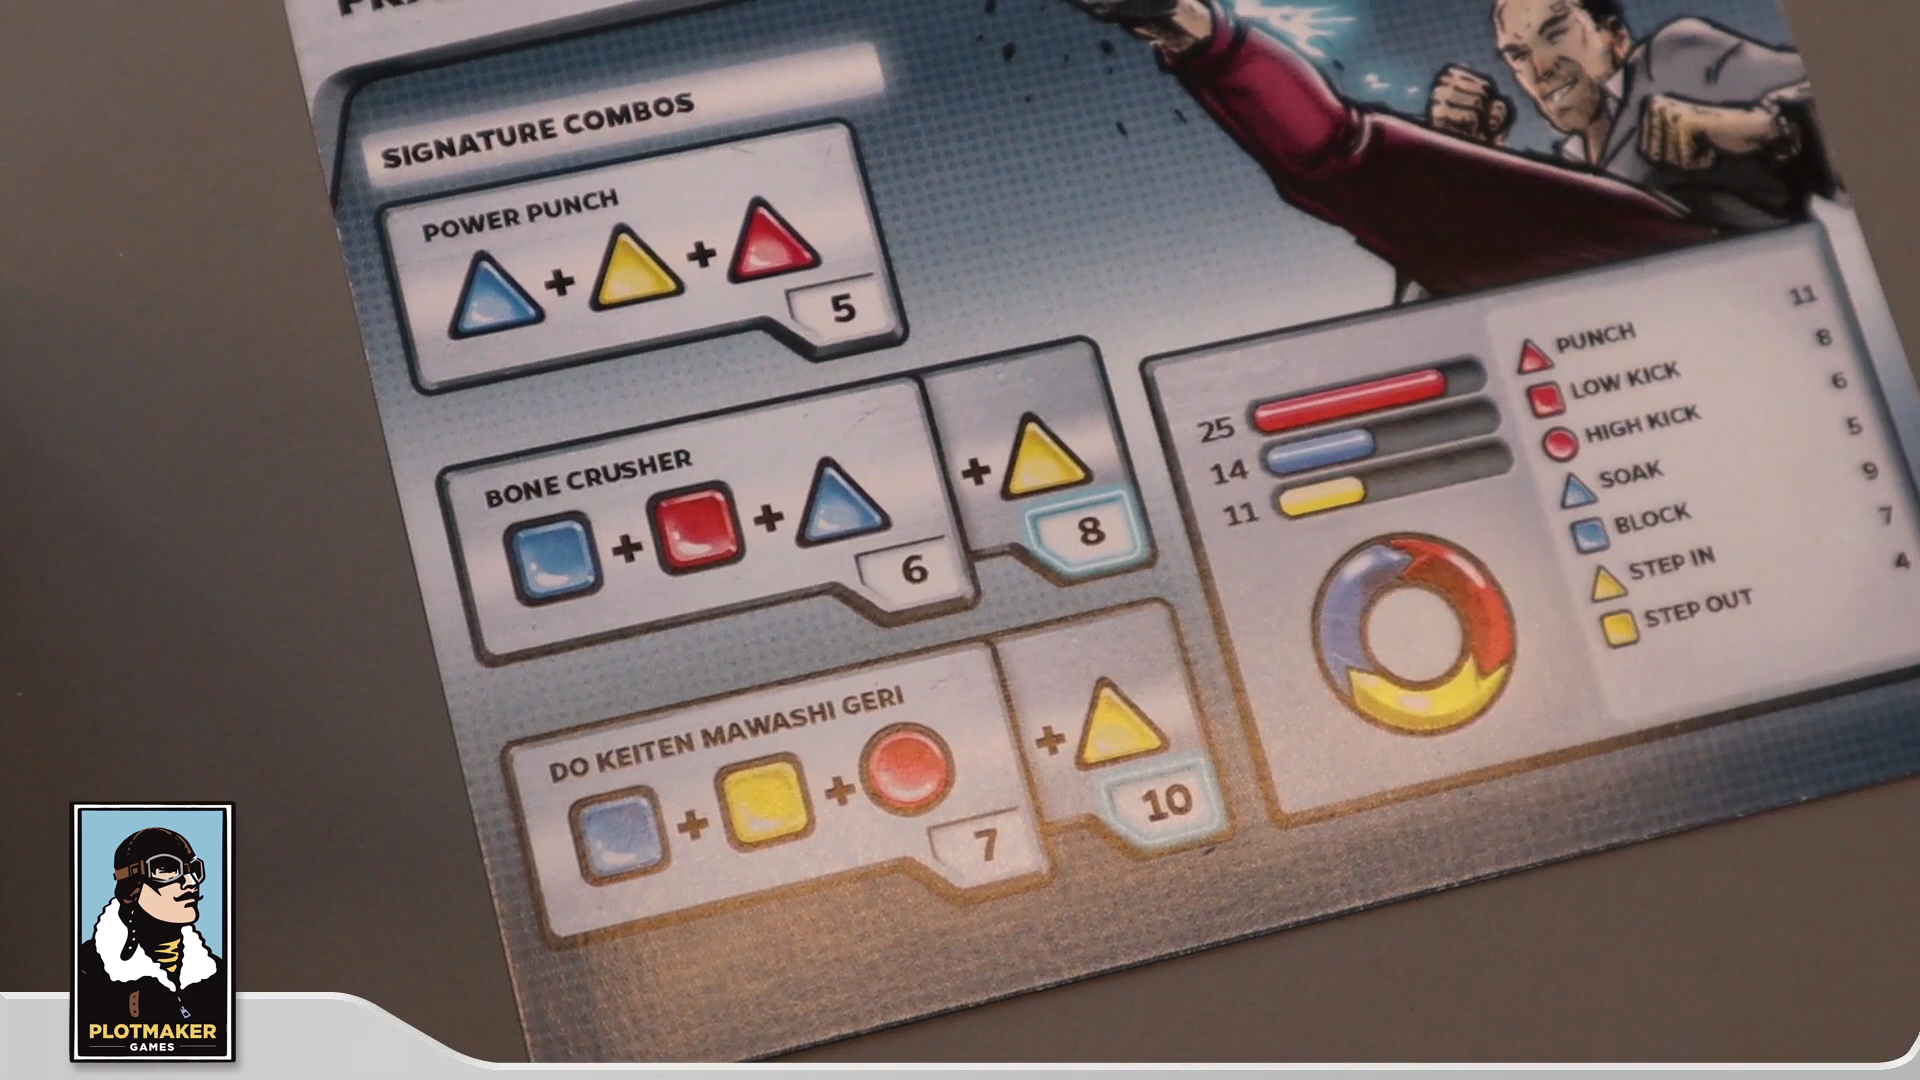 SIGNATURE COMBOS
POWER PUNCH
+ +
5
BONE CRUSHER
+ + +
6
8
DO KEITEN MAWASHI GERI
+ + +
7
10
25
14
11
PUNCH 11
LOW KICK 8
HIGH KICK 6
SOAK 5
BLOCK 9
STEP IN 7
STEP OUT 4
PLOTMAKER
GAMES